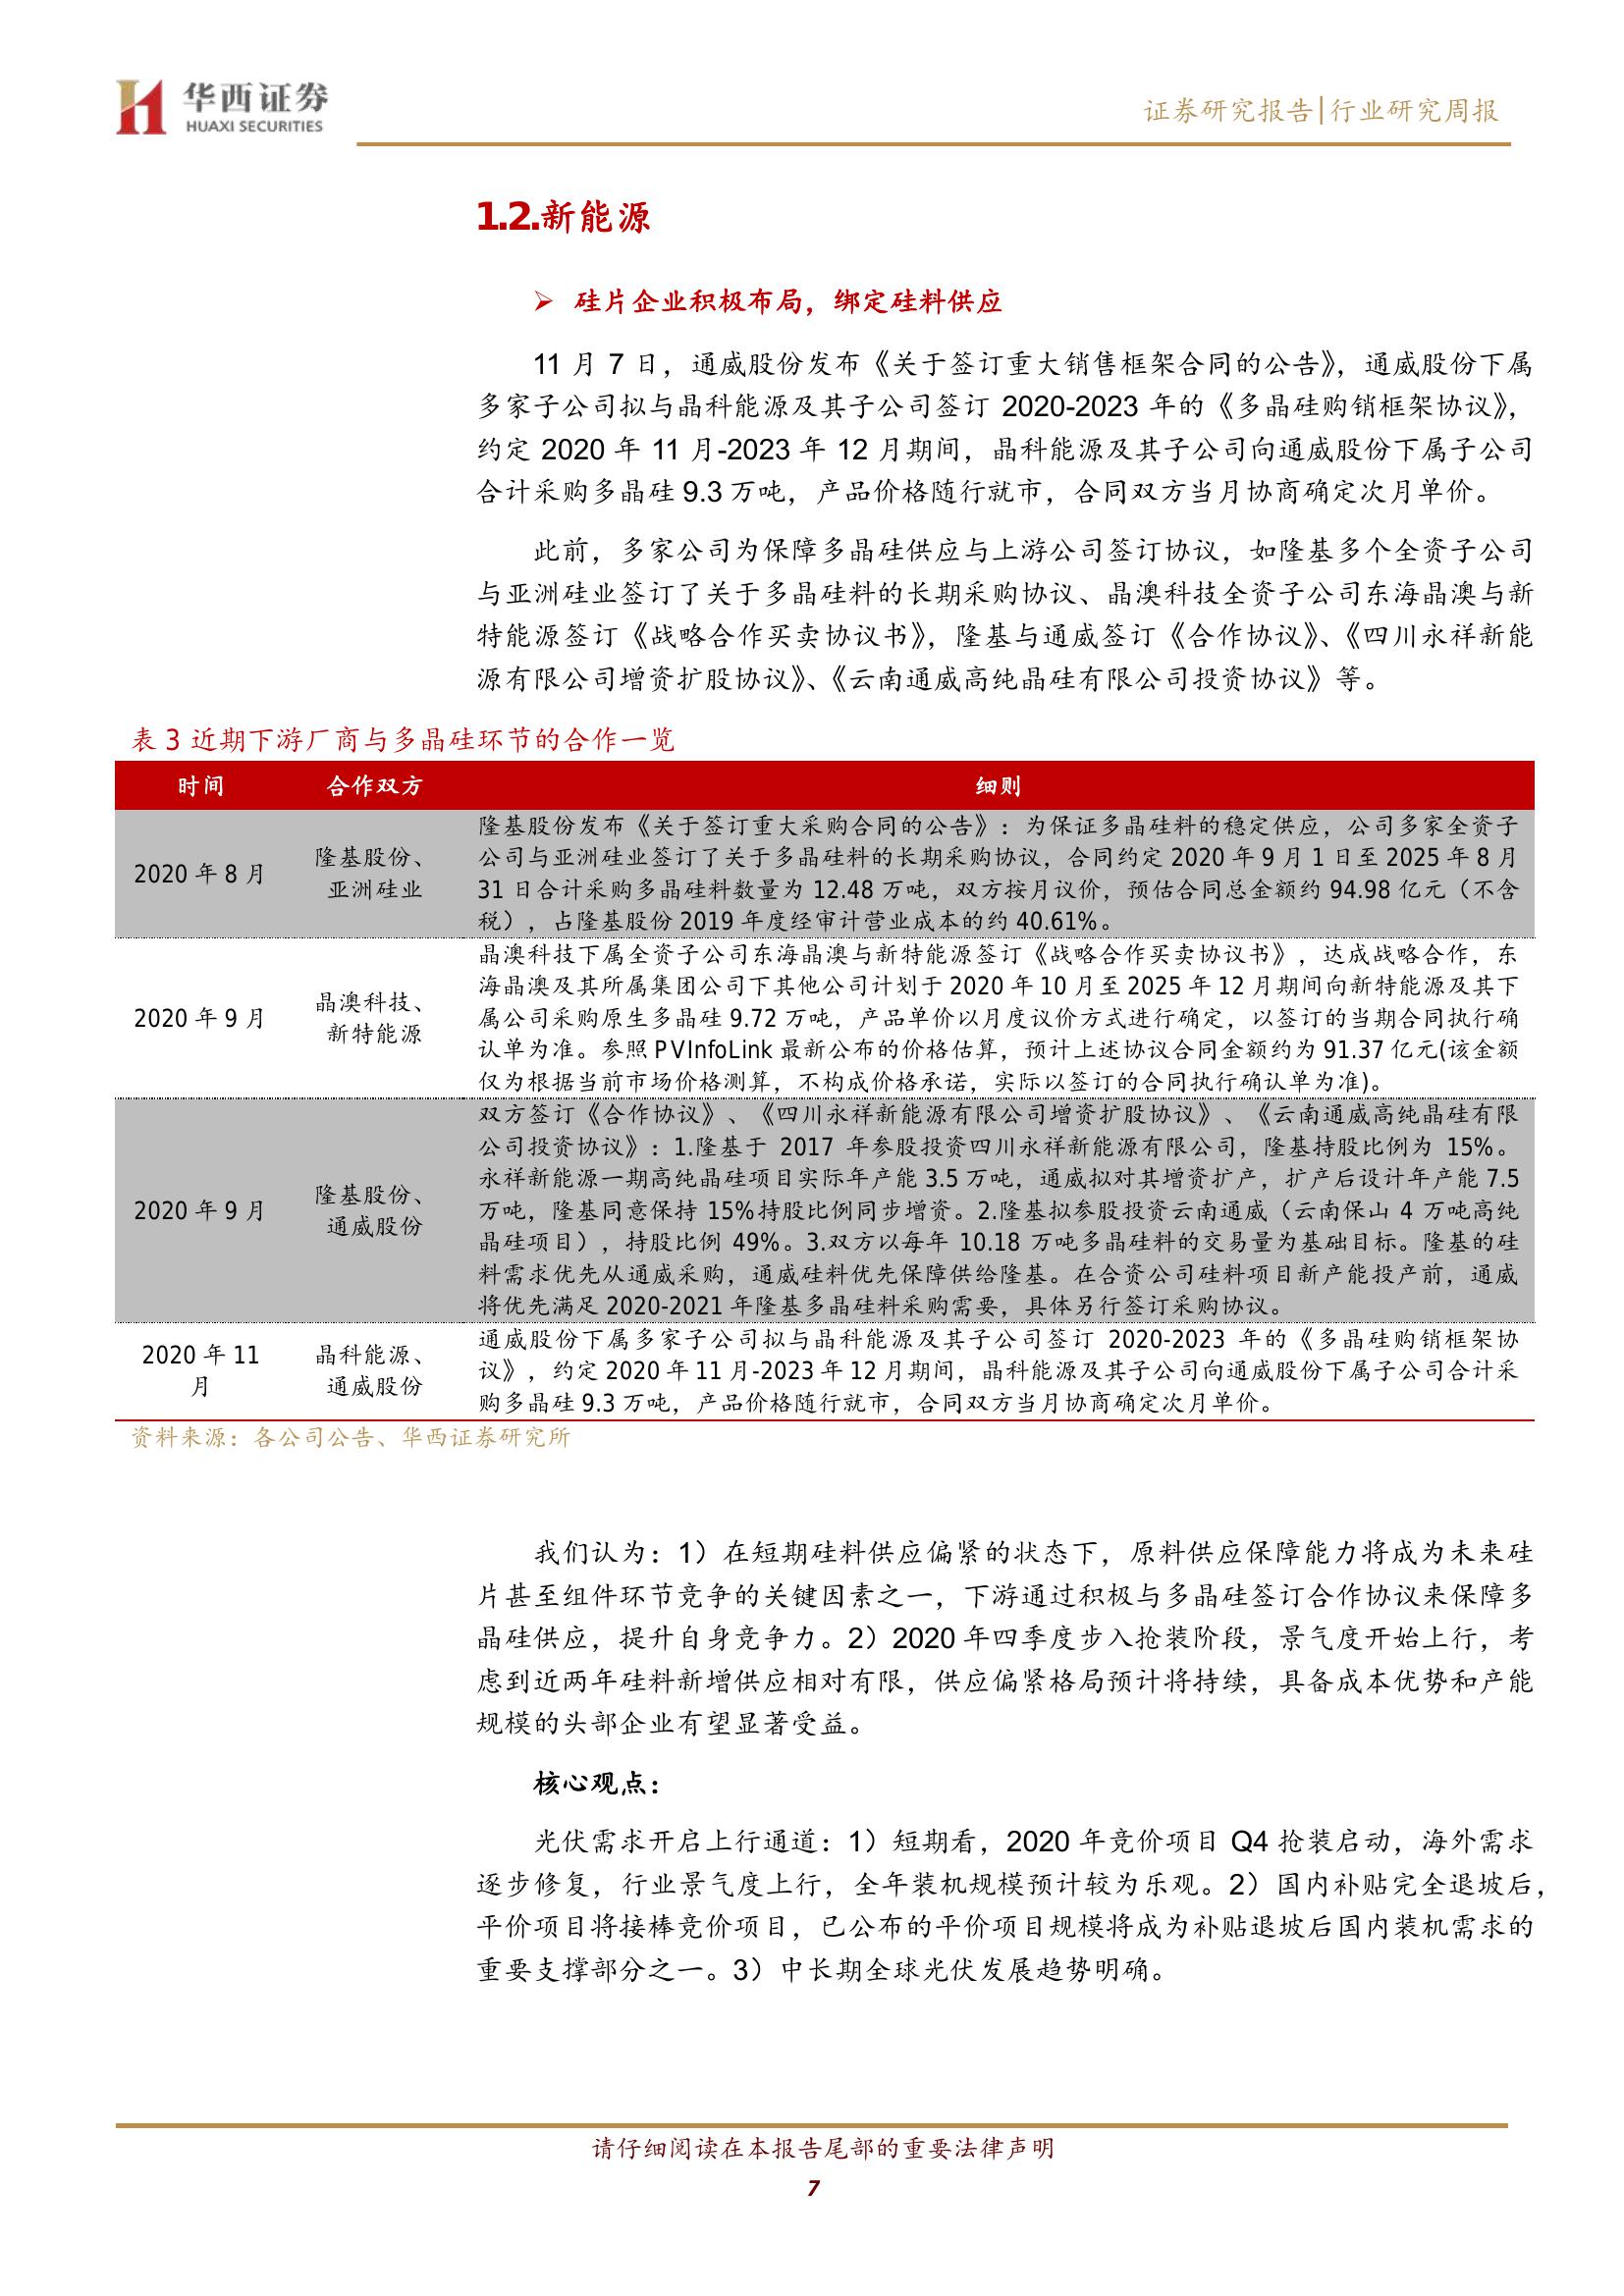 华西证券
HUAXI SECURITIES
证券研究报告|行业研究周报
1.2.新能源
➢ 硅片企业积极布局，绑定硅料供应
11 月 7 日，通威股份发布《关于签订重大销售框架合同的公告》，通威股份下属
多家子公司拟与晶科能源及其子公司签订 2020-2023 年的《多晶硅购销框架协议》，
约定 2020 年 11 月-2023 年 12 月期间，晶科能源及其子公司向通威股份下属子公司
合计采购多晶硅 9.3 万吨，产品价格随行就市，合同双方当月协商确定次月单价。
此前，多家公司为保障多晶硅供应与上游公司签订协议，如隆基多个全资子公司
与亚洲硅业签订了关于多晶硅料的长期采购协议、晶澳科技全资子公司东海晶澳与新
特能源签订《战略合作买卖协议书》，隆基与通威签订《合作协议》、《四川永祥新能
源有限公司增资扩股协议》、《云南通威高纯晶硅有限公司投资协议》等。
表 3 近期下游厂商与多晶硅环节的合作一览
时间 合作双方 细则
2020 年 8 月
隆基股份、
亚洲硅业
隆基股份发布《关于签订重大采购合同的公告》：为保证多晶硅料的稳定供应，公司多家全资子
公司与亚洲硅业签订了关于多晶硅料的长期采购协议，合同约定 2020 年 9 月 1 日至 2025 年 8 月
31 日合计采购多晶硅料数量为 12.48 万吨，双方按月议价，预估合同总金额约 94.98 亿元（不含
税），占隆基股份 2019 年度经审计营业成本的约 40.61%。
2020 年 9 月
晶澳科技、
新特能源
晶澳科技下属全资子公司东海晶澳与新特能源签订《战略合作买卖协议书》，达成战略合作，东
海晶澳及其所属集团公司下其他公司计划于 2020 年 10 月至 2025 年 12 月期间向新特能源及其下
属公司采购原生多晶硅 9.72 万吨，产品单价以月度议价方式进行确定，以签订的当期合同执行确
认单为准。参照 PVInfoLink 最新公布的价格估算，预计上述协议合同金额约为 91.37 亿元(该金额
仅为根据当前市场价格测算，不构成价格承诺，实际以签订的合同执行确认单为准)。
2020 年 9 月
隆基股份、
通威股份
双方签订《合作协议》、《四川永祥新能源有限公司增资扩股协议》、《云南通威高纯晶硅有限
公司投资协议》：1.隆基于 2017 年参股投资四川永祥新能源有限公司，隆基持股比例为 15%。
永祥新能源一期高纯晶硅项目实际年产能 3.5 万吨，通威拟对其增资扩产，扩产后设计年产能 7.5
万吨，隆基同意保持 15%持股比例同步增资。2.隆基拟参股投资云南通威（云南保山 4 万吨高纯
晶硅项目），持股比例 49%。3.双方以每年 10.18 万吨多晶硅料的交易量为基础目标。隆基的硅
料需求优先从通威采购，通威硅料优先保障供给隆基。在合资公司硅料项目新产能投产前，通威
将优先满足 2020-2021 年隆基多晶硅料采购需要，具体另行签订采购协议。
2020 年 11
月
晶科能源、
通威股份
通威股份下属多家子公司拟与晶科能源及其子公司签订 2020-2023 年的《多晶硅购销框架协
议》，约定 2020 年 11 月-2023 年 12 月期间，晶科能源及其子公司向通威股份下属子公司合计采
购多晶硅 9.3 万吨，产品价格随行就市，合同双方当月协商确定次月单价。
资料来源：各公司公告、华西证券研究所
我们认为：1）在短期硅料供应偏紧的状态下，原料供应保障能力将成为未来硅
片甚至组件环节竞争的关键因素之一，下游通过积极与多晶硅签订合作协议来保障多
晶硅供应，提升自身竞争力。2）2020 年四季度步入抢装阶段，景气度开始上行，考
虑到近两年硅料新增供应相对有限，供应偏紧格局预计将持续，具备成本优势和产能
规模的头部企业有望显著受益。
核心观点：
光伏需求开启上行通道：1）短期看，2020 年竞价项目 Q4 抢装启动，海外需求
逐步修复，行业景气度上行，全年装机规模预计较为乐观。2）国内补贴完全退坡后，
平价项目将接棒竞价项目，已公布的平价项目规模将成为补贴退坡后国内装机需求的
重要支撑部分之一。3）中长期全球光伏发展趋势明确。
请仔细阅读在本报告尾部的重要法律声明
7